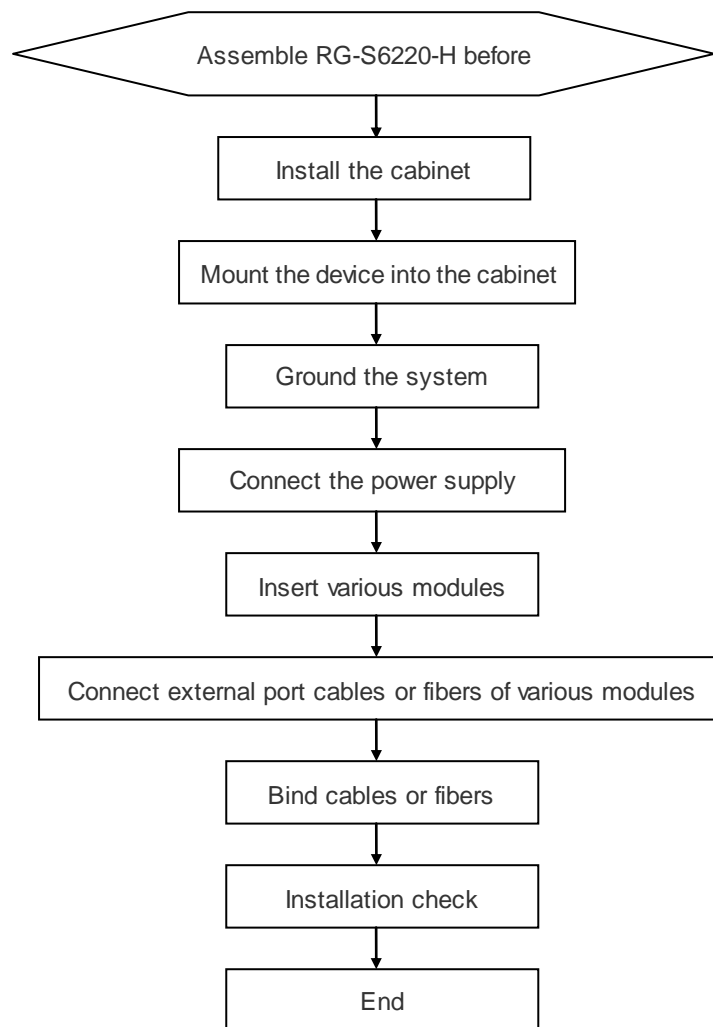 Assemble RG-S6220-H before
Install the cabinet
Mount the device into the cabinet
Ground the system
Connect the power supply
Insert various modules
Connect external port cables or fibers of various modules
Bind cables or fibers
Installation check
End